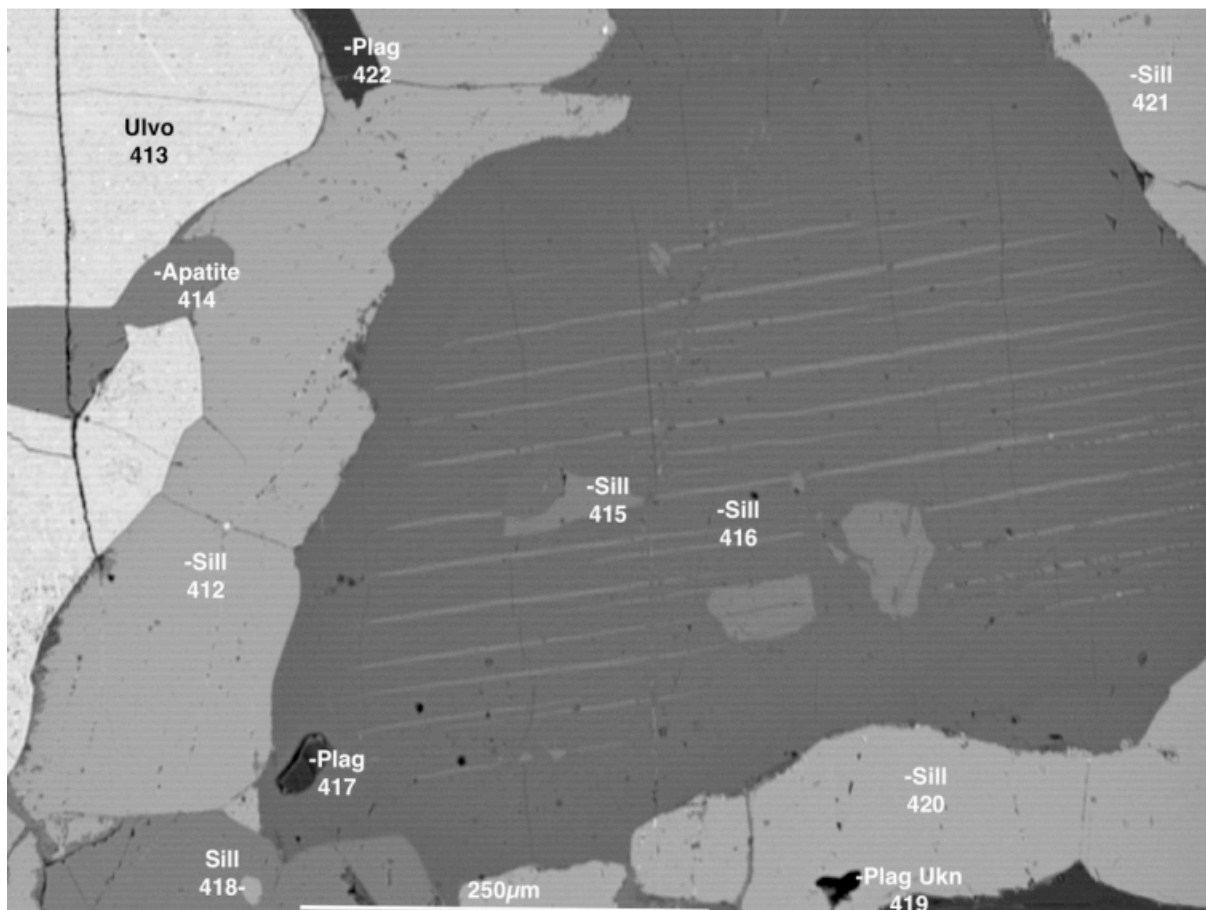 -Plag
422
-Sill
421
Ulvo
413
-Apatite
414
-Sill
415
-Sill
416
-Sill
412
-Plag
417
-Sill
420
Sill
418-
250µm
-Plag Ukn
419